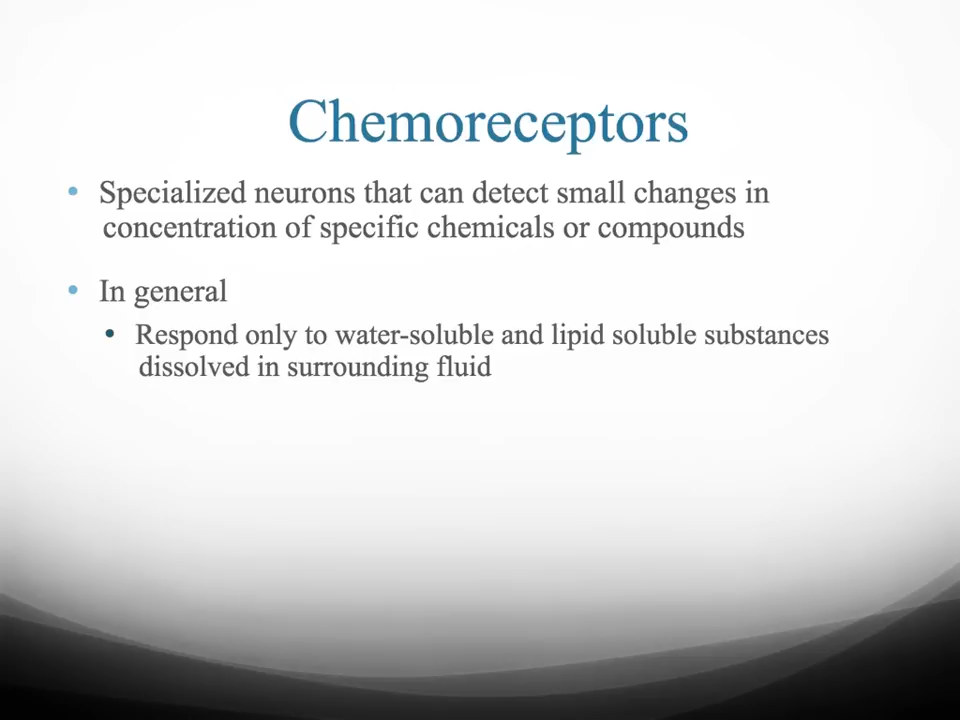 Chemoreceptors
• Specialized neurons that can detect small changes in
concentration of specific chemicals or compounds
• In general
• Respond only to water-soluble and lipid soluble substances
dissolved in surrounding fluid